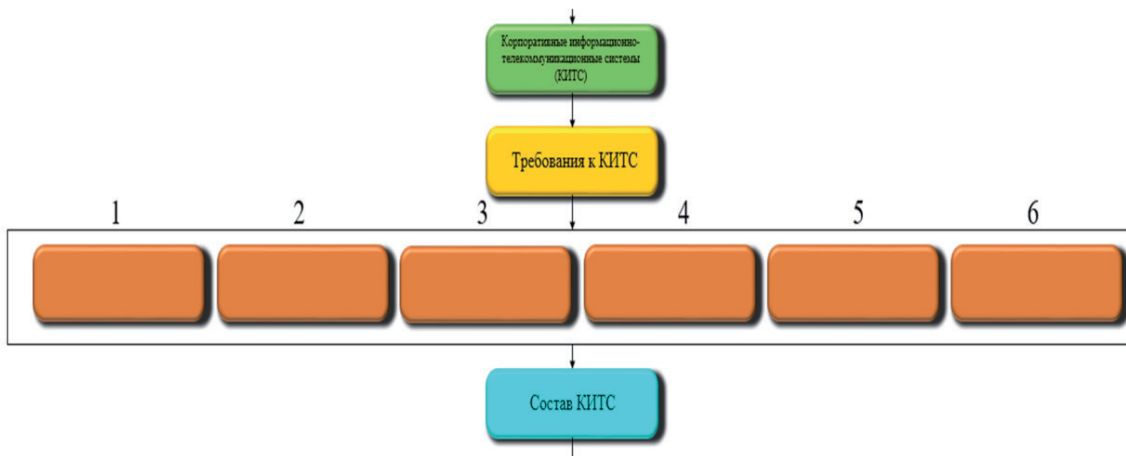 Корпоративные информационно-
телекоммуникационные системы
(КИТС)
Требования к КИТС
1 2 3 4 5 6
Состав КИТС